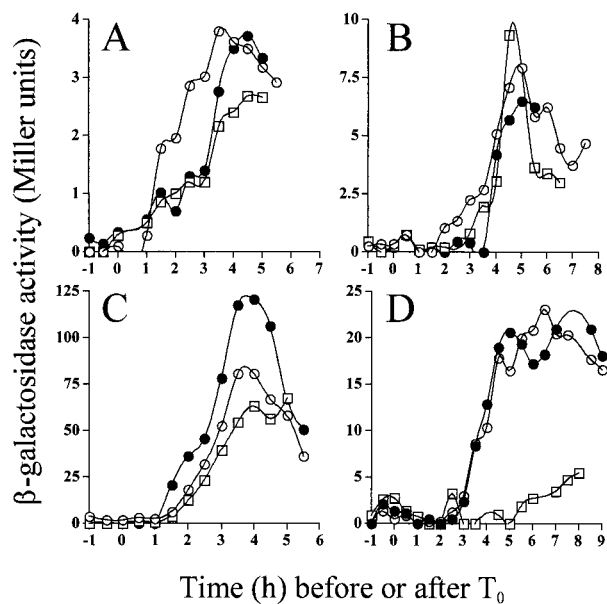 A
B
4
3
2
1
0
-1 0 1 2 3 4 5 6 7
10
7.5
5
2.5
0
-1 0 1 2 3 4 5 6 7 8
β-galactosidase activity (Miller units)
C
D
125
100
75
50
25
0
-1 0 1 2 3 4 5 6
25
20
15
10
5
0
-1 0 1 2 3 4 5 6 7 8 9
Time (h) before or after T0